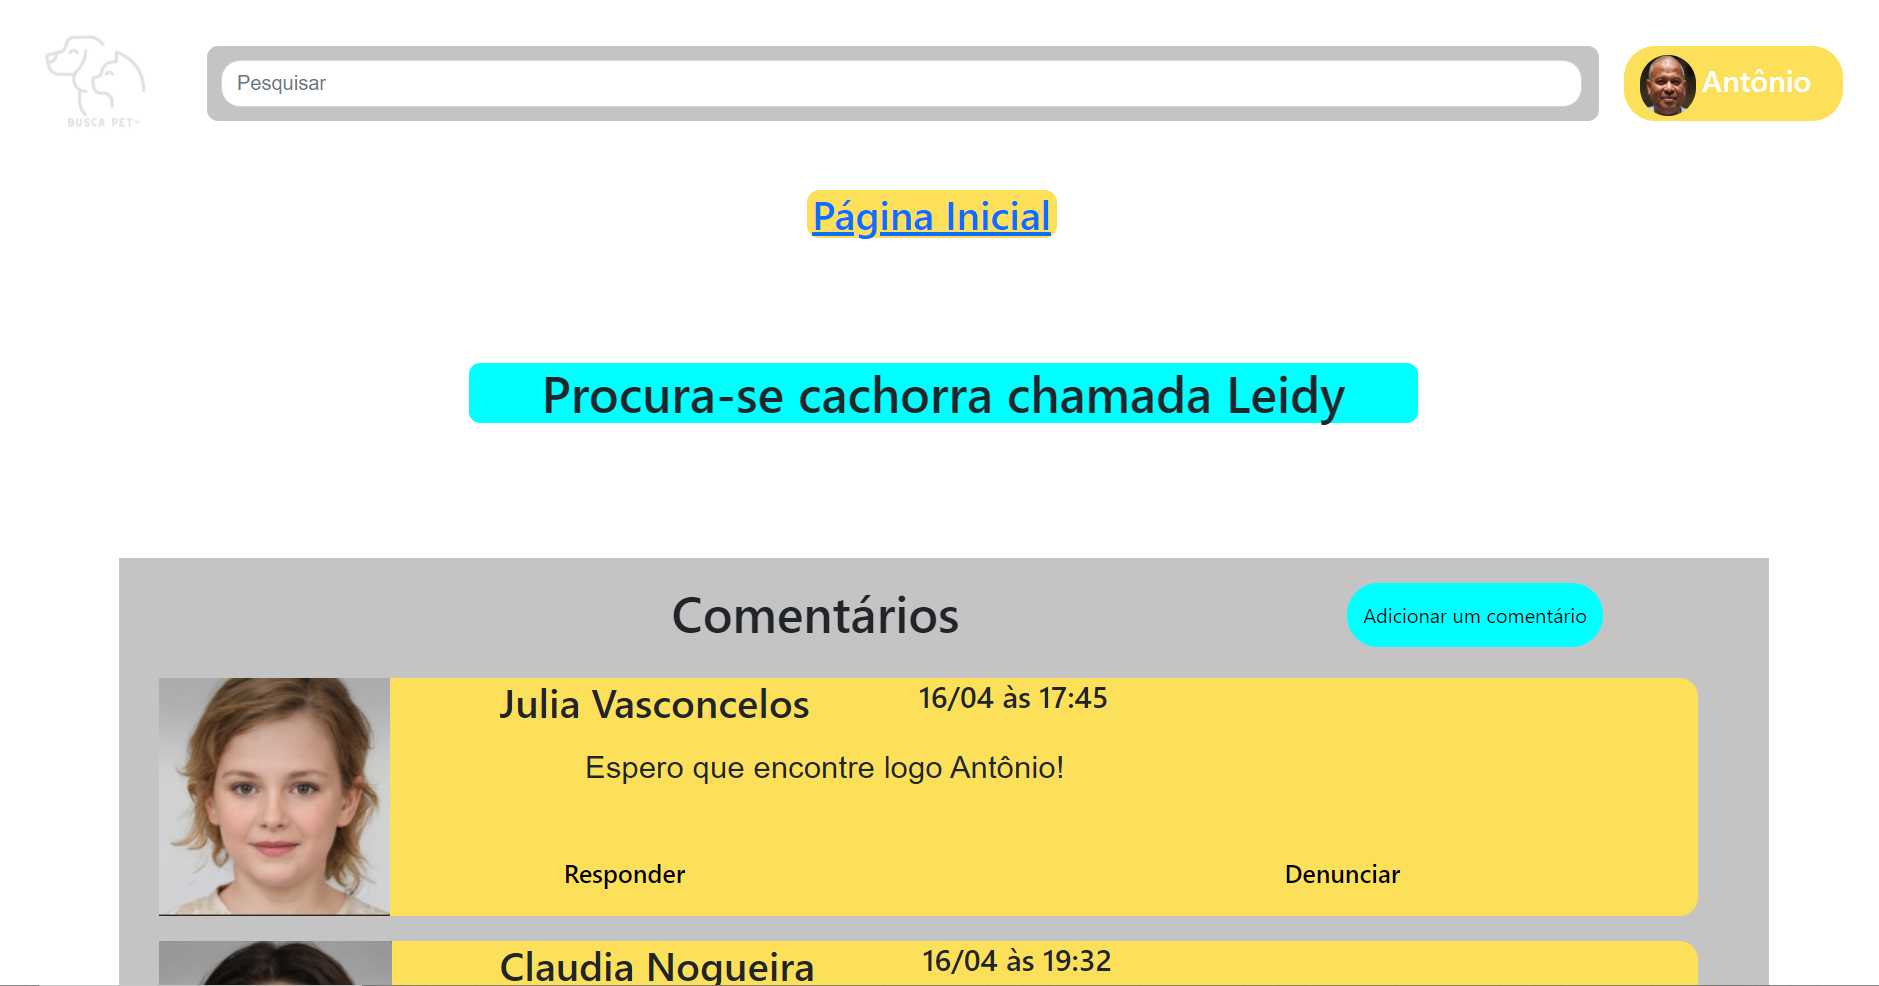 BUSCA PET
Pesquisar
Antônio
Página Inicial
Procura-se cachorra chamada Leidy
Comentários
Adicionar um comentário
Julia Vasconcelos
16/04 às 17:45
Espero que encontre logo Antônio!
Responder
Denunciar
Claudia Nogueira
16/04 às 19:32